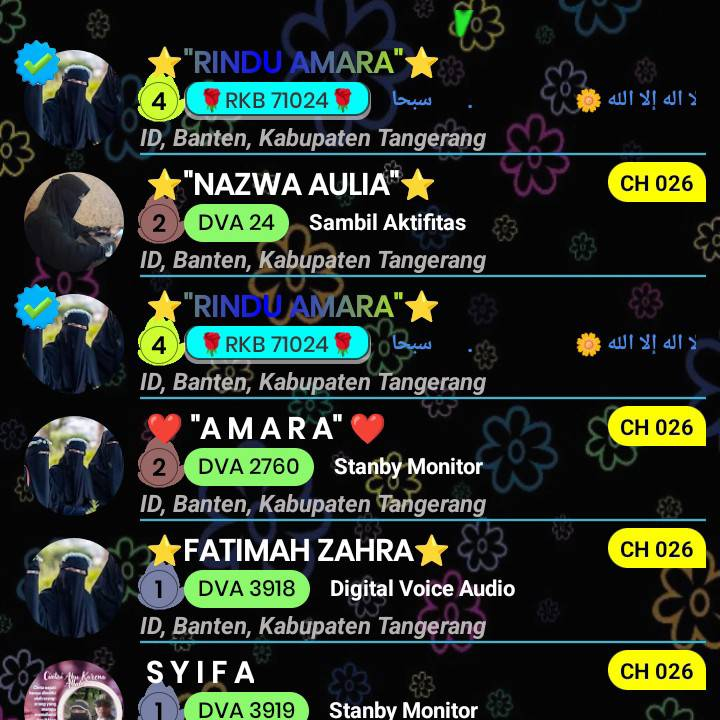 ⭐"RINDU AMARA"⭐
4 🌹RKB 71024🌹 سبحا . 🌼 لا اله إلا الله
ID, Banten, Kabupaten Tangerang
⭐"NAZWA AULIA"⭐ CH 026
2 DVA 24 Sambil Aktifitas
ID, Banten, Kabupaten Tangerang
⭐"RINDU AMARA"⭐
4 🌹RKB 71024🌹 سبحا . 🌼 لا اله إلا الله
ID, Banten, Kabupaten Tangerang
❤️ "A M A R A" ❤️ CH 026
2 DVA 2760 Stanby Monitor
ID, Banten, Kabupaten Tangerang
⭐FATIMAH ZAHRA⭐ CH 026
1 DVA 3918 Digital Voice Audio
ID, Banten, Kabupaten Tangerang
S Y I F A CH 026
1 DVA 3919 Stanby Monitor